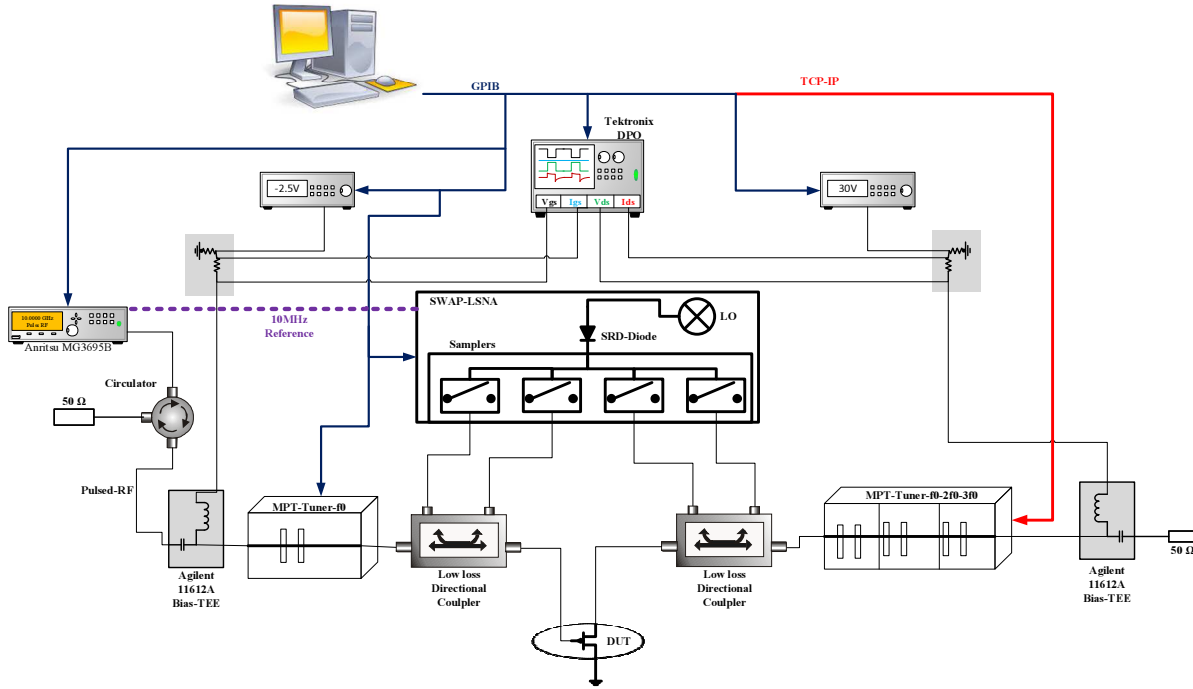 GPIB
TCP-IP
Tektronix
DPO
-2.5V
30V
Vgs Igs Vds Ids
10.0000 GHz
Pulsd RF
Anritsu MG3695B
10MHz
Reference
SWAP-LSNA
LO
SRD-Diode
Samplers
Circulator
50 Ω
Pulsed-RF
MPT-Tuner-f0
MPT-Tuner-f0-2f0-3f0
50 Ω
Agilent
11612A
Bias-TEE
Low loss
Directional
Coulpler
Low loss
Directional
Coulpler
Agilent
11612A
Bias-TEE
DUT